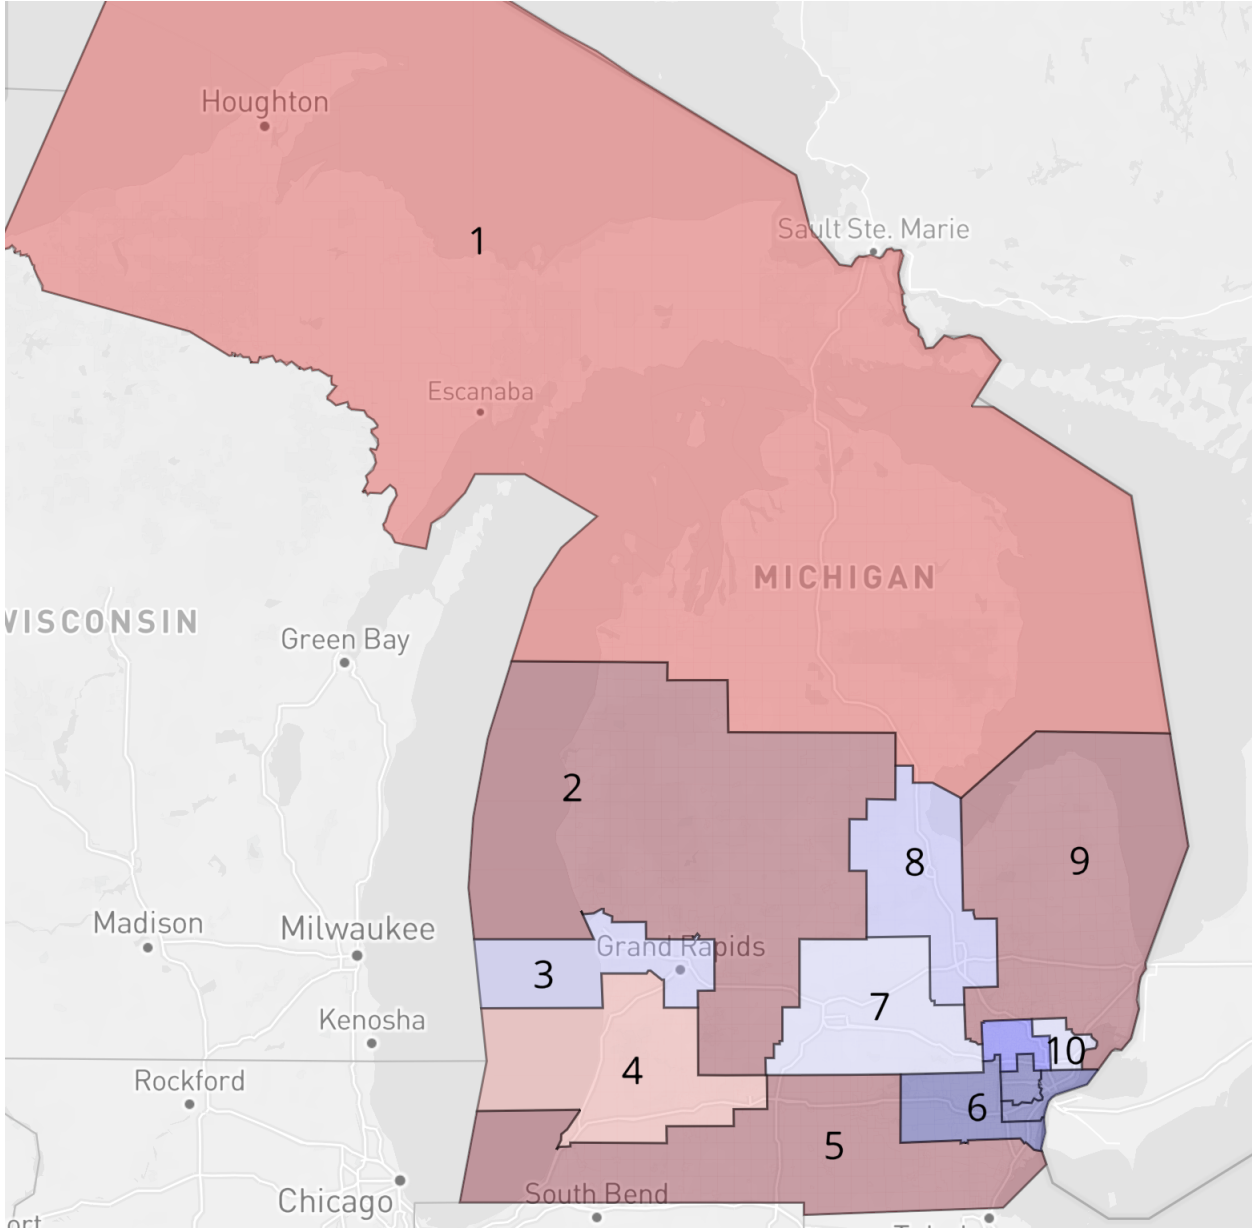 Houghton
1
Sault Ste. Marie
Escanaba
MICHIGAN
WISCONSIN
Green Bay
2
8
9
Madison
Milwaukee
Grand Rapids
3
7
Kenosha
10
4
Rockford
6
5
South Bend
Chicago